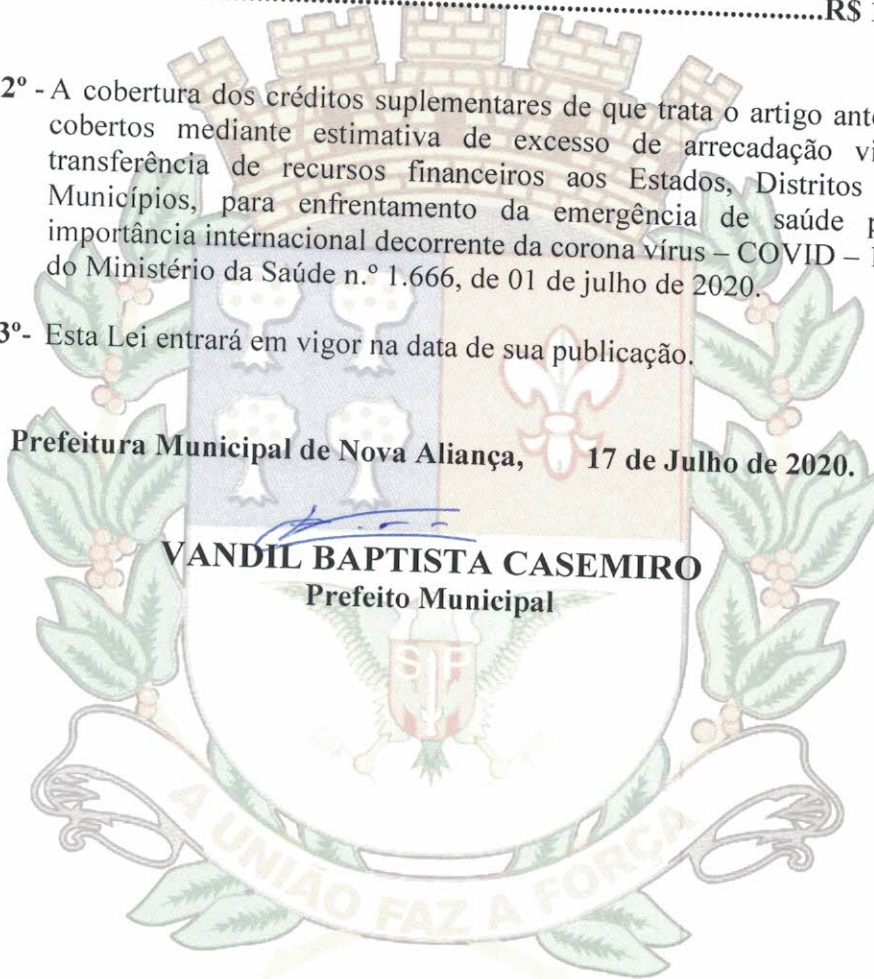 R$
2º - A cobertura dos créditos suplementares de que trata o artigo
cobertos mediante estimativa de excesso de arrecadação
transferência de recursos financeiros aos Estados, Distritos
Municípios, para enfrentamento da emergência de saúde
importância internacional decorrente da corona vírus – COVID –
do Ministério da Saúde n.º 1.666, de 01 de julho de 2020.
3º- Esta Lei entrará em vigor na data de sua publicação.
Prefeitura Municipal de Nova Aliança, 17 de Julho de 2020.
VANDIL BAPTISTA CASEMIRO
Prefeito Municipal
S P
A UNIÃO FAZ A FORÇA